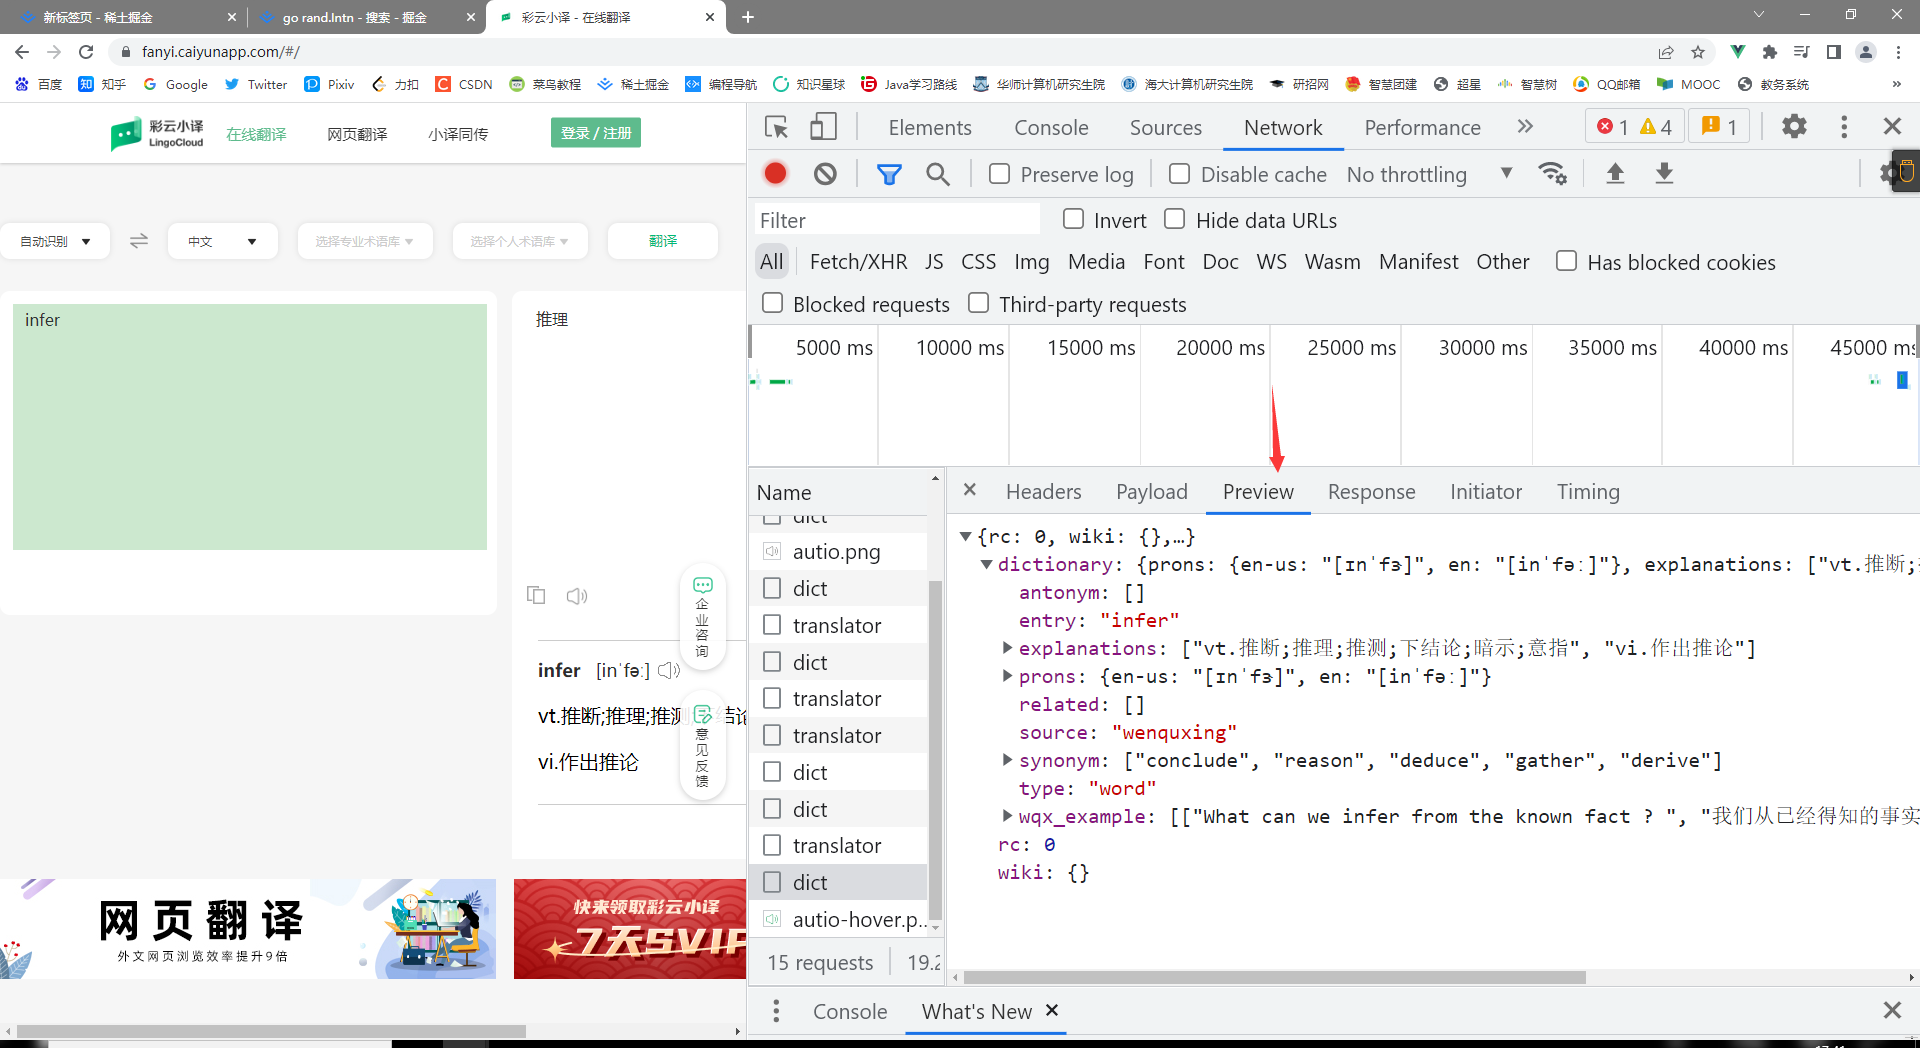 新标签页 - 稀土掘金
go rand.Intn - 搜索 - 掘金
彩云小译 - 在线翻译
fanyi.caiyunapp.com/#/
百度 知乎 Google Twitter Pixiv 力扣 CSDN 菜鸟教程 稀土掘金 编程导航 知识星球 Java学习路线 华师计算机研究生院 海大计算机研究生院 研招网 智慧团建 超星 智慧树 QQ邮箱 MOOC 教务系统 »
彩云小译
LingoCloud
在线翻译 网页翻译 小译同传 登录 / 注册
自动识别 中文 选择专业术语库 选择个人术语库 翻译
infer
推理
企业咨询
infer [inˈfəː]
vt.推断;推理;推测;下结论
vi.作出推论
意见反馈
网页翻译
外文网页浏览效率提升9倍
快来领取彩云小译
7天SVIP
Elements Console Sources Network Performance » 1 4 1
Preserve log Disable cache No throttling
Filter Invert Hide data URLs
All Fetch/XHR JS CSS Img Media Font Doc WS Wasm Manifest Other Has blocked cookies
Blocked requests Third-party requests
5000 ms 10000 ms 15000 ms 20000 ms 25000 ms 30000 ms 35000 ms 40000 ms 45000 ms
Name
dict
autio.png
dict
translator
dict
translator
translator
dict
dict
translator
dict
autio-hover.p...
15 requests 19.2
Headers Payload Preview Response Initiator Timing
{rc: 0, wiki: {},…}
dictionary: {prons: {en-us: "[ɪnˈfɝ]", en: "[inˈfəː]"}, explanations: ["vt.推断;
antonym: []
entry: "infer"
explanations: ["vt.推断;推理;推测;下结论;暗示;意指", "vi.作出推论"]
prons: {en-us: "[ɪnˈfɝ]", en: "[inˈfəː]"}
related: []
source: "wenquxing"
synonym: ["conclude", "reason", "deduce", "gather", "derive"]
type: "word"
wqx_example: [["What can we infer from the known fact ? ", "我们从已经得知的事实
rc: 0
wiki: {}
Console What's New